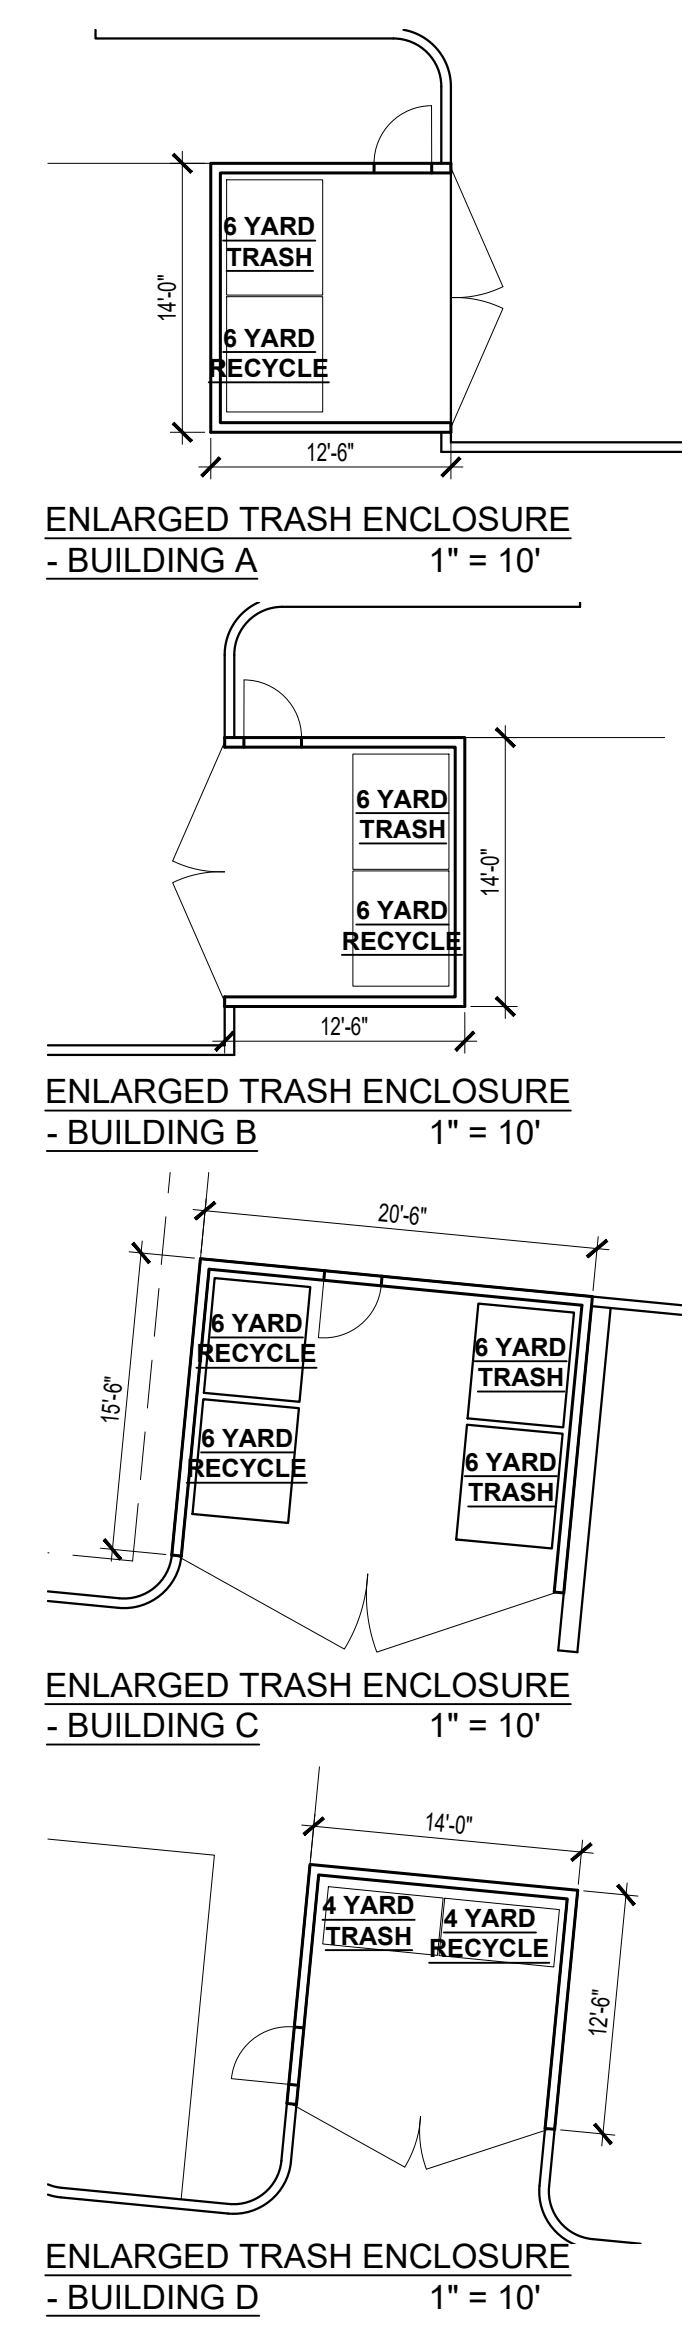 6 YARD
TRASH
14'-0"
6 YARD
RECYCLE
12'-6"
ENLARGED TRASH ENCLOSURE
- BUILDING A 1" = 10'
6 YARD
TRASH
14'-0"
6 YARD
RECYCLE
12'-6"
ENLARGED TRASH ENCLOSURE
- BUILDING B 1" = 10'
20'-6"
6 YARD
RECYCLE
6 YARD
TRASH
15'-6"
6 YARD
RECYCLE
6 YARD
TRASH
ENLARGED TRASH ENCLOSURE
- BUILDING C 1" = 10'
14'-0"
4 YARD
TRASH
4 YARD
RECYCLE
12'-6"
ENLARGED TRASH ENCLOSURE
- BUILDING D 1" = 10'